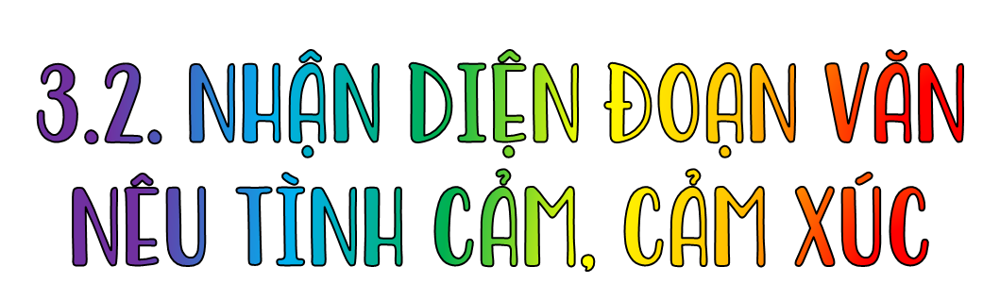 3.2. NHẬN DIỆN ĐOẠN VĂN
NÊU TÌNH CẢM, CẢM XÚC